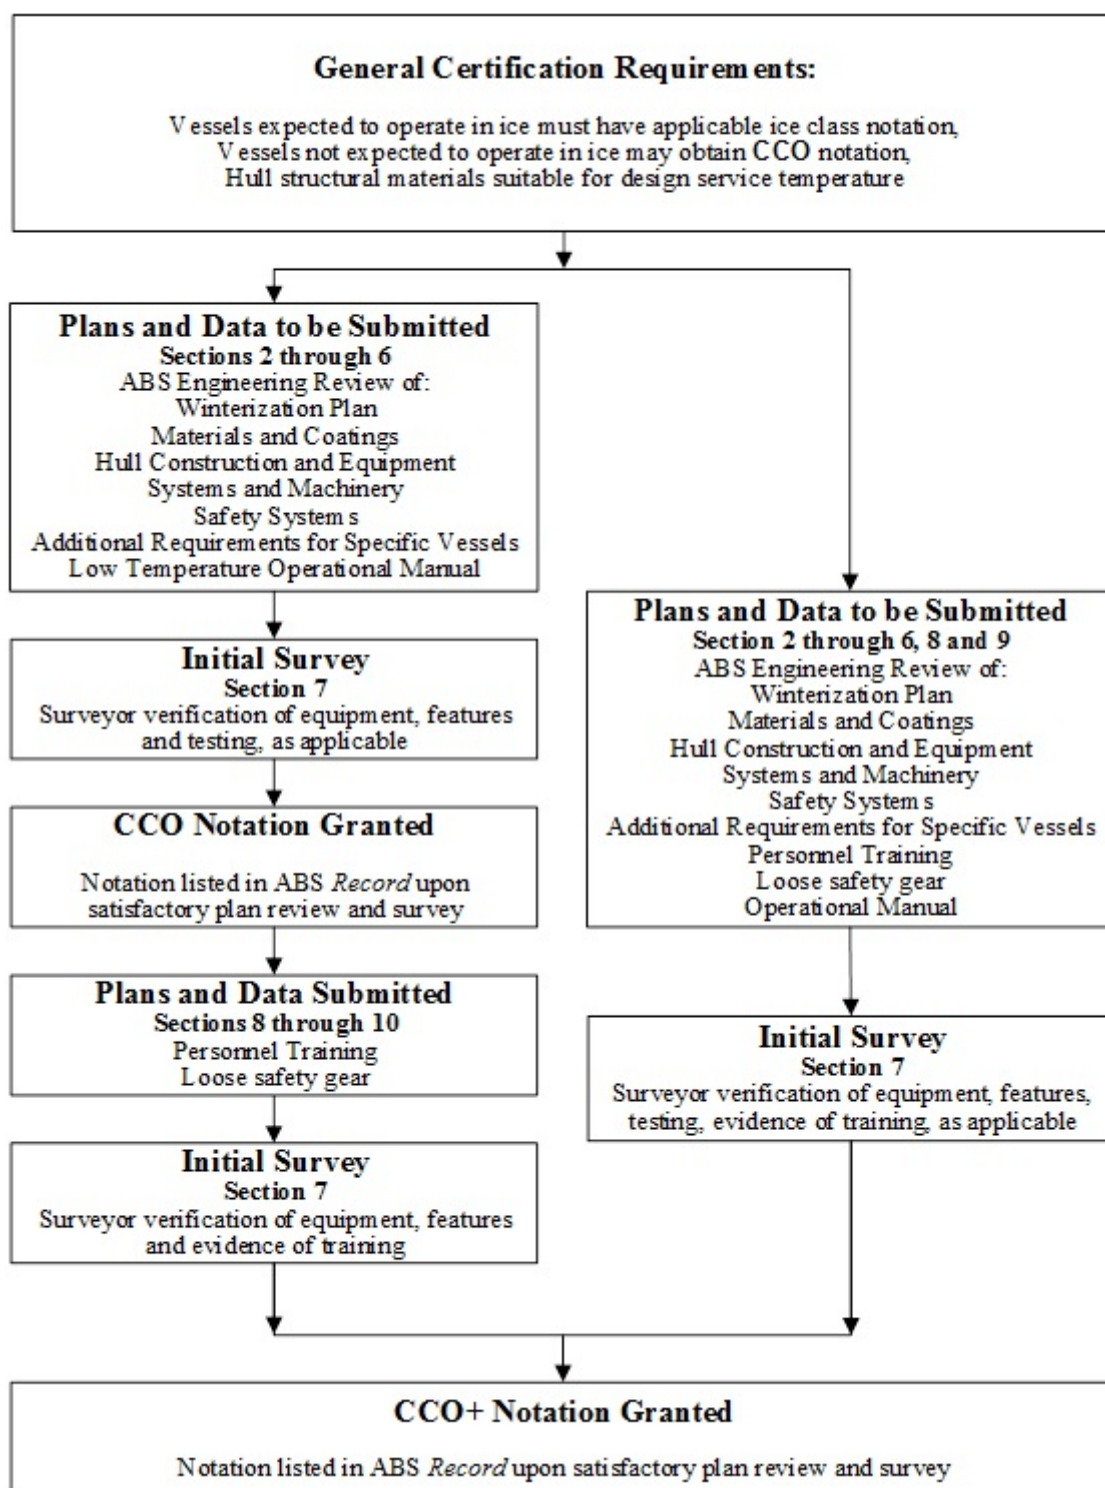 General Certification Requirements:
Vessels expected to operate in ice must have applicable ice class notation,
Vessels not expected to operate in ice may obtain CCO notation,
Hull structural materials suitable for design service temperature
Plans and Data to be Submitted
Sections 2 through 6
ABS Engineering Review of:
Winterization Plan
Materials and Coatings
Hull Construction and Equipment
Systems and Machinery
Safety Systems
Additional Requirements for Specific Vessels
Low Temperature Operational Manual
Initial Survey
Section 7
Surveyor verification of equipment, features
and testing, as applicable
CCO Notation Granted
Notation listed in ABS Record upon
satisfactory plan review and survey
Plans and Data Submitted
Sections 8 through 10
Personnel Training
Loose safety gear
Initial Survey
Section 7
Surveyor verification of equipment, features
and evidence of training
Plans and Data to be Submitted
Section 2 through 6, 8 and 9
ABS Engineering Review of:
Winterization Plan
Materials and Coatings
Hull Construction and Equipment
Systems and Machinery
Safety Systems
Additional Requirements for Specific Vessels
Personnel Training
Loose safety gear
Operational Manual
Initial Survey
Section 7
Surveyor verification of equipment, features,
testing, evidence of training, as applicable
CCO+ Notation Granted
Notation listed in ABS Record upon satisfactory plan review and survey